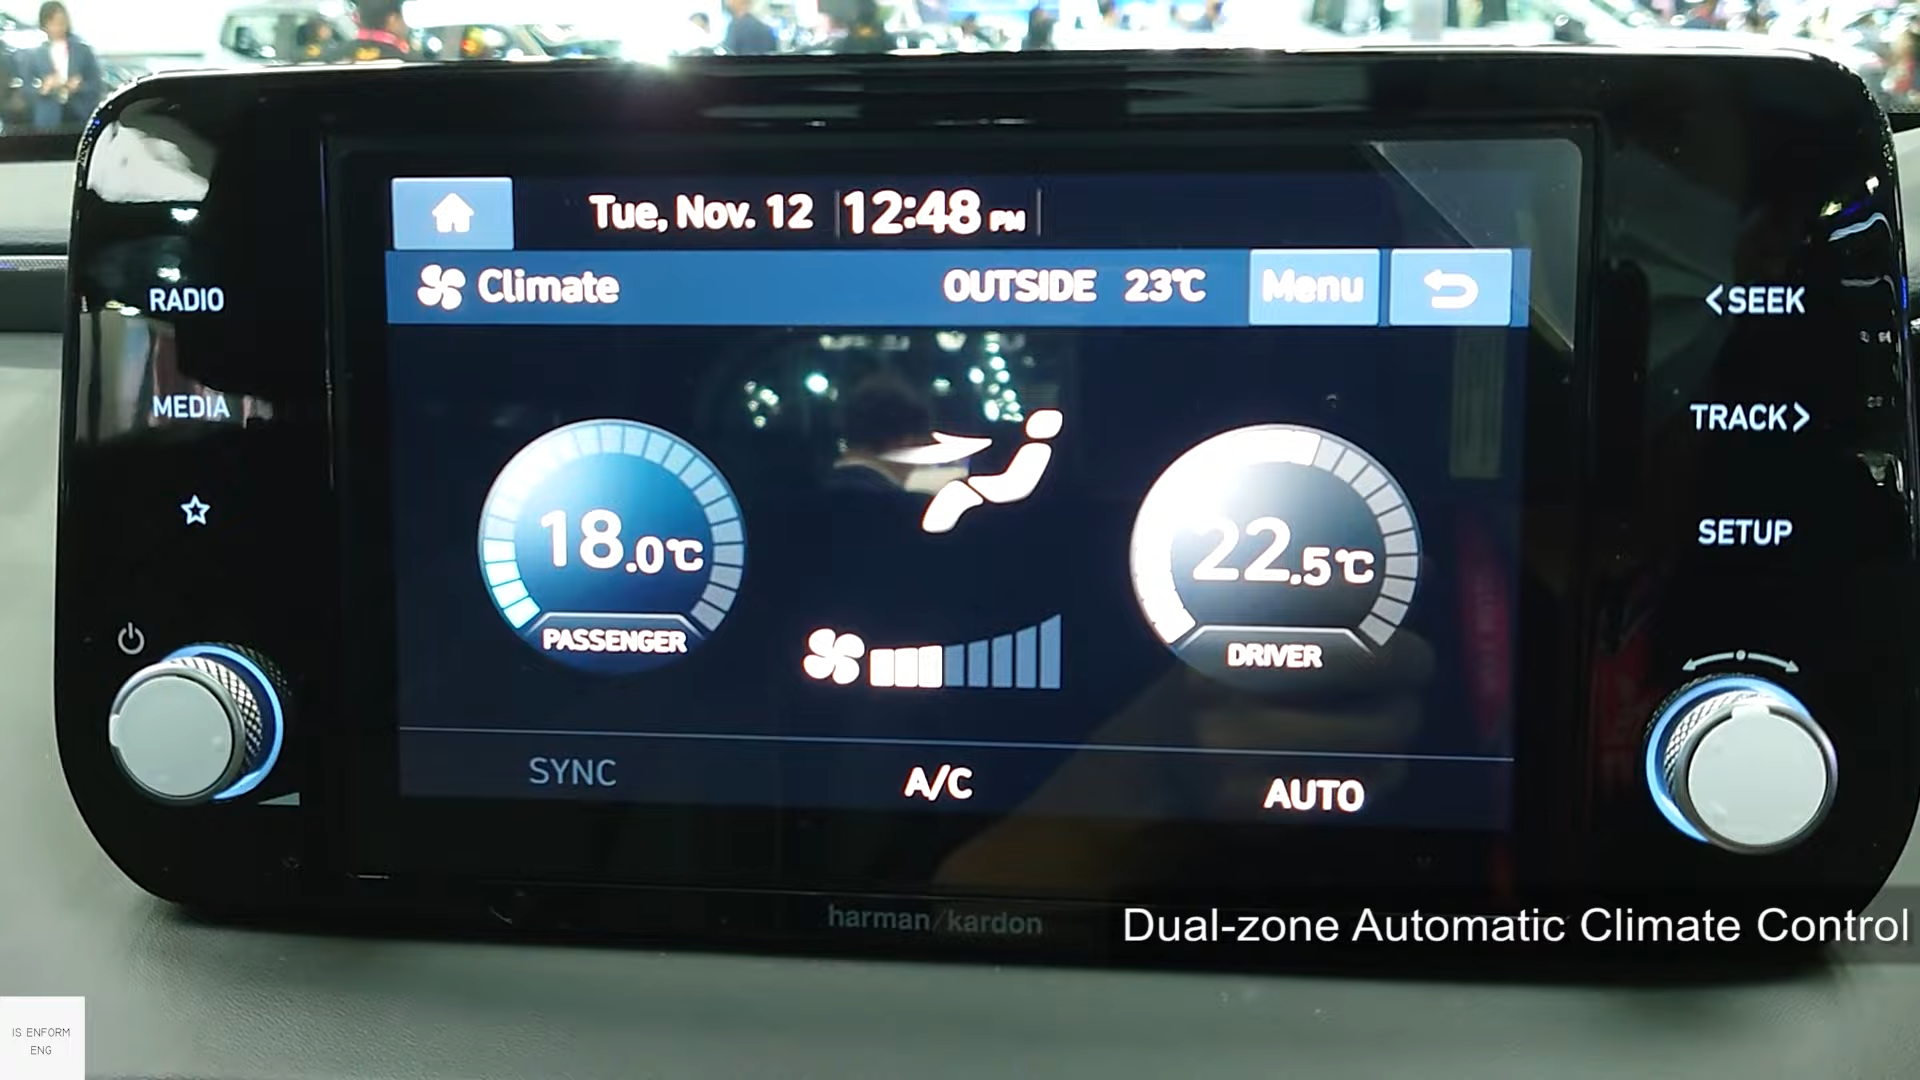 Tue, Nov. 12 12:48 PM
Climate OUTSIDE 23℃ Menu
RADIO
MEDIA
<SEEK
TRACK>
SETUP
18.0℃
PASSENGER
22.5℃
DRIVER
SYNC A/C AUTO
harman/kardon
Dual-zone Automatic Climate Control
IS ENFORM
ENG